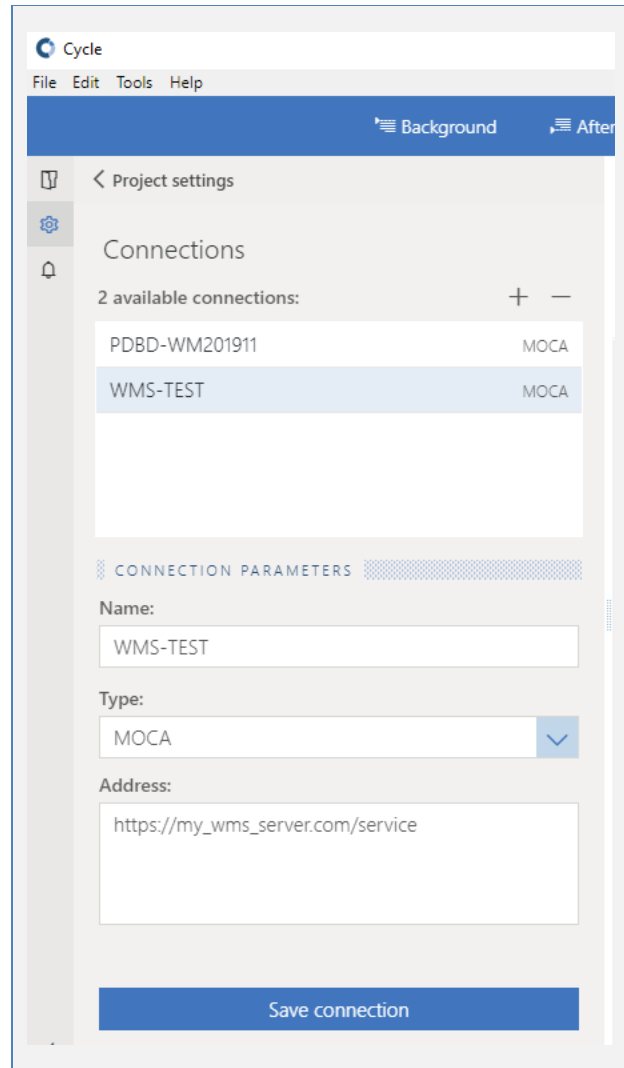 Cycle
File Edit Tools Help
Background After
Project settings
Connections
2 available connections:
PDBD-WM201911 MOCA
WMS-TEST MOCA
CONNECTION PARAMETERS
Name:
WMS-TEST
Type:
MOCA
Address:
https://my_wms_server.com/service
Save connection